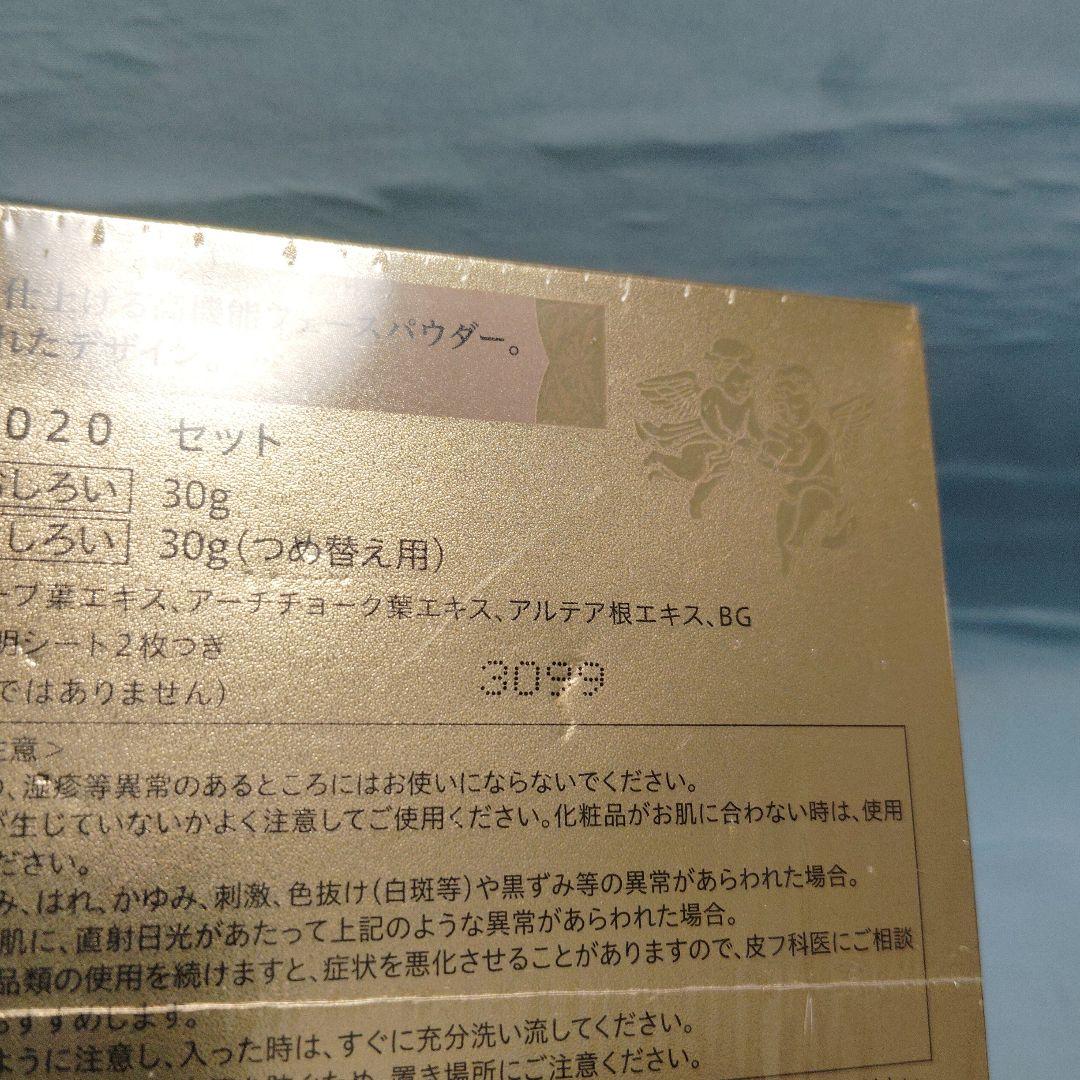 仕上げる高機能フェースパウダー。
れたデザイン。
020 セット
おしろい 30g
おしろい 30g(つめ替え用)
ーブ葉エキス、アーチチョーク葉エキス、アルテア根エキス、BG
明シート2枚つき
ではありません)
3099
注意＞
、湿疹等異常のあるところにはお使いにならないでください。
が生じていないかよく注意してご使用ください。化粧品がお肌に合わない時は、使用
ださい。
み、はれ、かゆみ、刺激、色抜け(白斑等)や黒ずみ等の異常があらわれた場合。
肌に、直射日光があたって上記のような異常があらわれた場合。
品類の使用を続けますと、症状を悪化させることがありますので、皮フ科医にご相談
おすすめします。
ように注意し、入った時は、すぐに充分洗い流してください。
ため、置き場所にご注意ください。